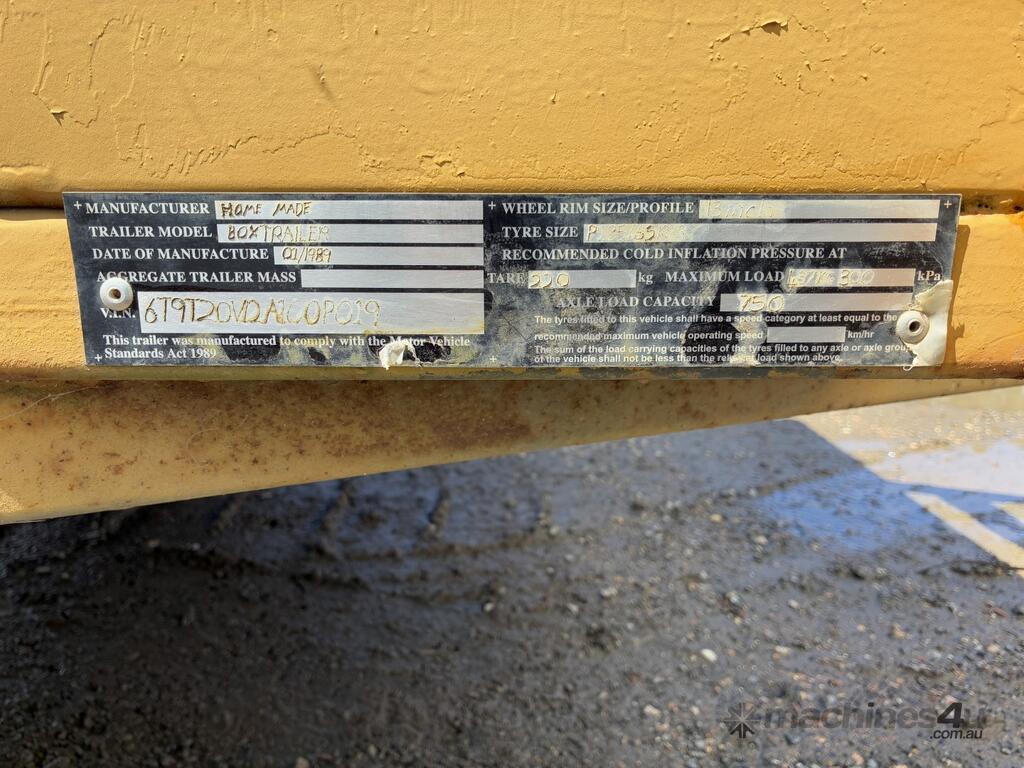 MANUFACTURER HOME MADE
TRAILER MODEL BOXTRAILER
DATE OF MANUFACTURE 01/1989
AGGREGATE TRAILER MASS
V.I.N.
This trailer was manufactured to comply with the Motor Vehicle
Standards Act 1989
WHEEL RIM SIZE/PROFILE
TYRE SIZE
RECOMMENDED COLD INFLATION PRESSURE AT
TARE 220 kg MAXIMUM LOAD 300 kPa
AXLE LOAD CAPACITY 750
The tyres fitted to this vehicle shall have a speed category at least equal to the
recommended maximum vehicle operating speed km/hr
The sum of the load carrying capacities of the tyres filled to any axle or axle group
of the vehicle shall not be less than the relevant load shown above
machines4u
.com.au